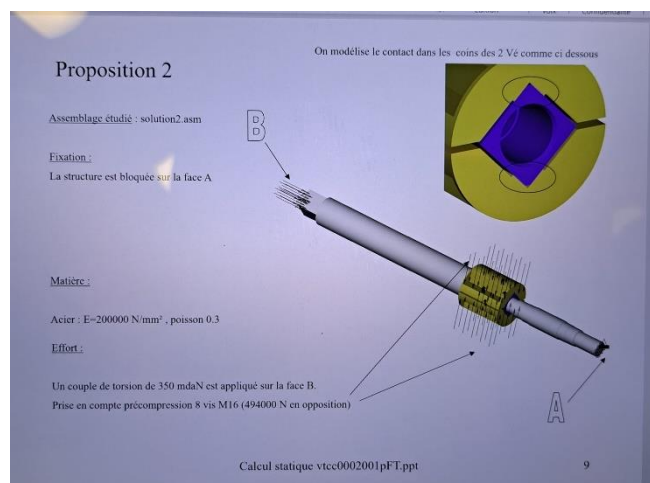 On modélise le contact dans les coins des 2 Vé comme ci dessous
Proposition 2
Assemblage étudié : solution2.asm
B
Fixation :
La structure est bloquée sur la face A
Matière :
Acier : E=200000 N/mm² , poisson 0.3
Effort :
Un couple de torsion de 350 mdaN est appliqué sur la face B.
Prise en compte précompression 8 vis M16 (494000 N en opposition)
A
Calcul statique vtcc0002001pFT.ppt
9